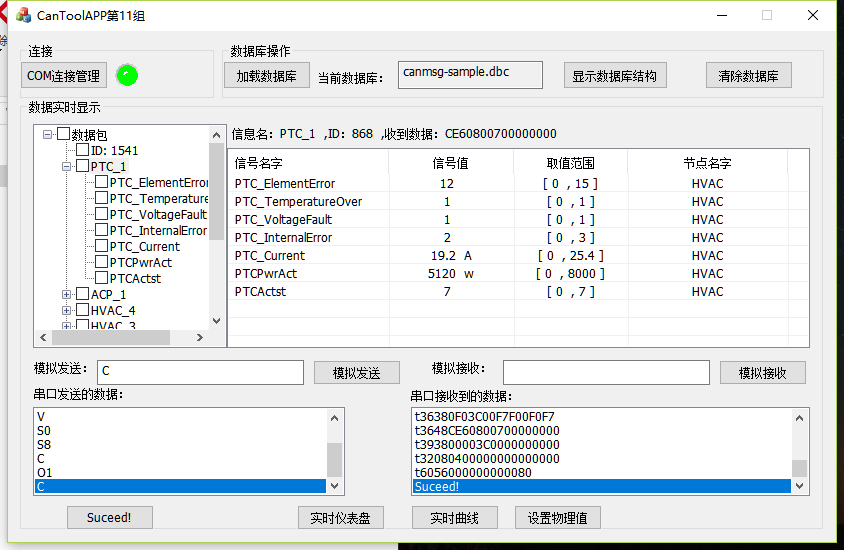 CanToolAPP第11组
连接
数据库操作
COM连接管理
加载数据库
当前数据库：
canmsg-sample.dbc
显示数据库结构
清除数据库
数据实时显示
数据包
ID: 1541
PTC_1
PTC_ElementError
PTC_Temperature
PTC_VoltageFault
PTC_InternalError
PTC_Current
PTCPwrAct
PTCActst
ACP_1
HVAC_4
HVAC_3
信息名：PTC_1 ,ID：868 ,收到数据：CE60800700000000
信号名字 信号值 取值范围 节点名字
PTC_ElementError 12 [ 0 , 15 ] HVAC
PTC_TemperatureOver 1 [ 0 , 1 ] HVAC
PTC_VoltageFault 1 [ 0 , 1 ] HVAC
PTC_InternalError 2 [ 0 , 3 ] HVAC
PTC_Current 19.2 A [ 0 , 25.4 ] HVAC
PTCPwrAct 5120 w [ 0 , 8000 ] HVAC
PTCActst 7 [ 0 , 7 ] HVAC
模拟发送： C 模拟发送
模拟接收： 模拟接收
串口发送的数据：
V
S0
S8
C
O1
C
串口接收到的数据：
t36380F03C00F7F00F0F7
t3648CE60800700000000
t393800003C0000000000
t32080400000000000000
t6056000000000080
Suceed!
Suceed!
实时仪表盘
实时曲线
设置物理值